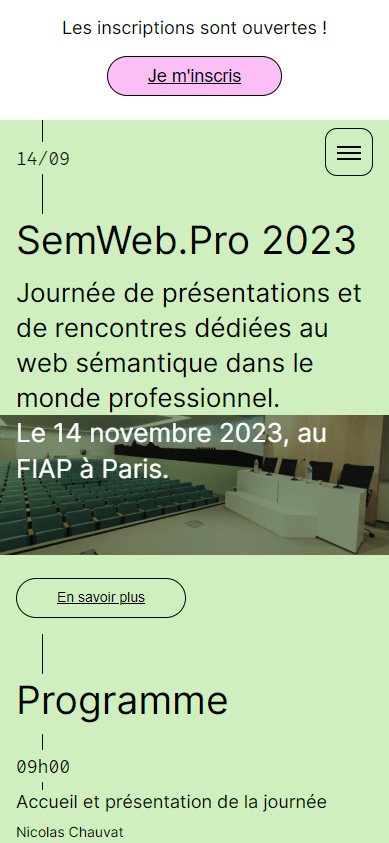 Les inscriptions sont ouvertes !
Je m'inscris
14/09
SemWeb.Pro 2023
Journée de présentations et
de rencontres dédiées au
web sémantique dans le
monde professionnel.
Le 14 novembre 2023, au
FIAP à Paris.
En savoir plus
Programme
09h00
Accueil et présentation de la journée
Nicolas Chauvat